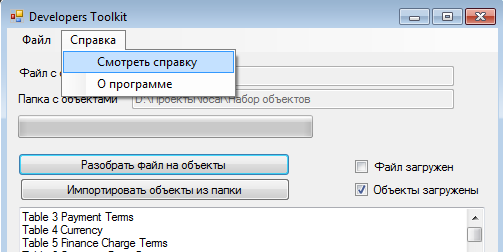 Developers Toolkit
Файл Справка
Смотреть справку
Файл с о
О программе
Папка с объектами D:\Проекты\local\Набор объектов
Разобрать файл на объекты Файл загружен
Импортировать объекты из папки Объекты загружены
Table 3 Payment Terms
Table 4 Currency
Table 5 Finance Charge Terms